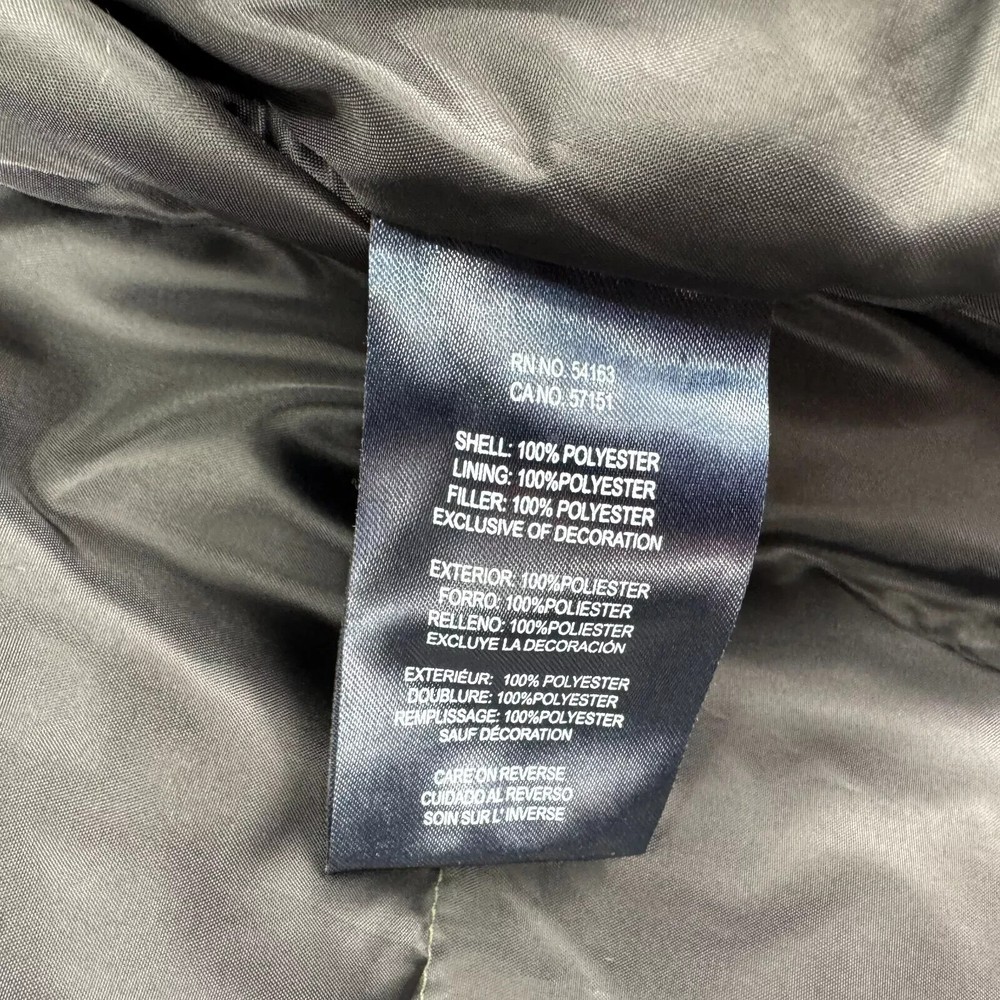 RN NO. 54163
CA NO. 57151
SHELL: 100% POLYESTER
LINING: 100%POLYESTER
FILLER: 100% POLYESTER
EXCLUSIVE OF DECORATION
EXTERIOR: 100%POLIESTER
FORRO: 100%POLIESTER
RELLENO: 100%POLIESTER
EXCLUYE LA DECORACIÓN
EXTERIÉUR: 100% POLYESTER
DOUBLURE: 100%POLYESTER
REMPLISSAGE: 100%POLYESTER
SAUF DÉCORATION
CARE ON REVERSE
CUIDADO AL REVERSO
SOIN SUR L'INVERSE